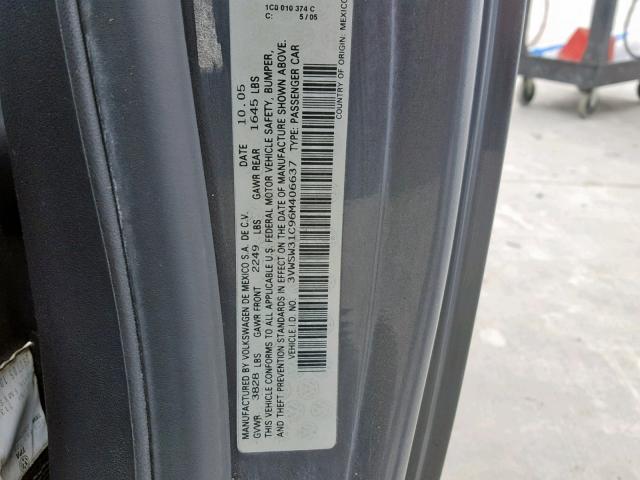 1C0 010 374 C
C: 5/05
MANUFACTURED BY VOLKSWAGEN DE MEXICO S.A. DE C.V. DATE 10.05
GVWR 3828 LBS GAWR FRONT 2249 LBS GAWR REAR 1645 LBS
THIS VEHICLE CONFORMS TO ALL APPLICABLE U.S. FEDERAL MOTOR VEHICLE SAFETY, BUMPER,
AND THEFT PREVENTION STANDARDS IN EFFECT ON THE DATE OF MANUFACTURE SHOWN ABOVE.
VEHICLE I.D. NO. 3VWSW31C96M406637 TYPE: PASSENGER CAR
COUNTRY OF ORIGIN: MEXICO